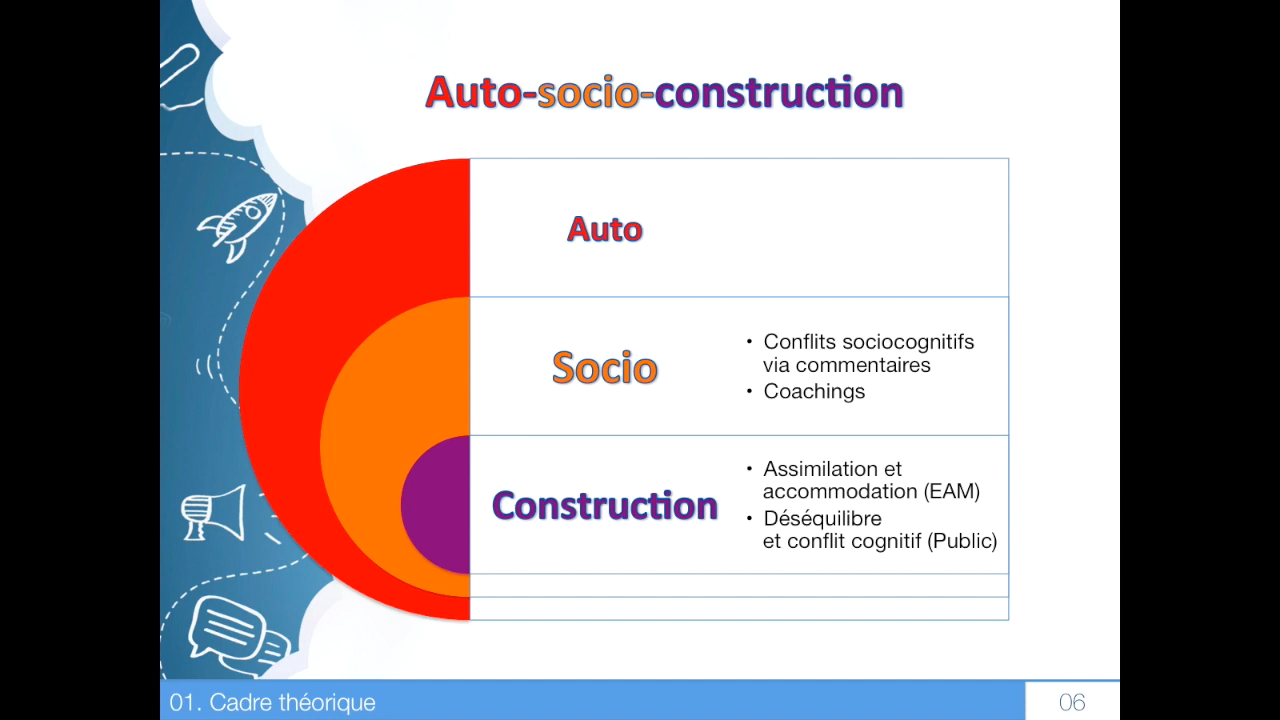 Auto-socio-construction
Auto
Socio
• Conflits sociocognitifs
via commentaires
• Coachings
Construction
• Assimilation et
accommodation (EAM)
• Déséquilibre
et conflit cognitif (Public)
01. Cadre théorique
06